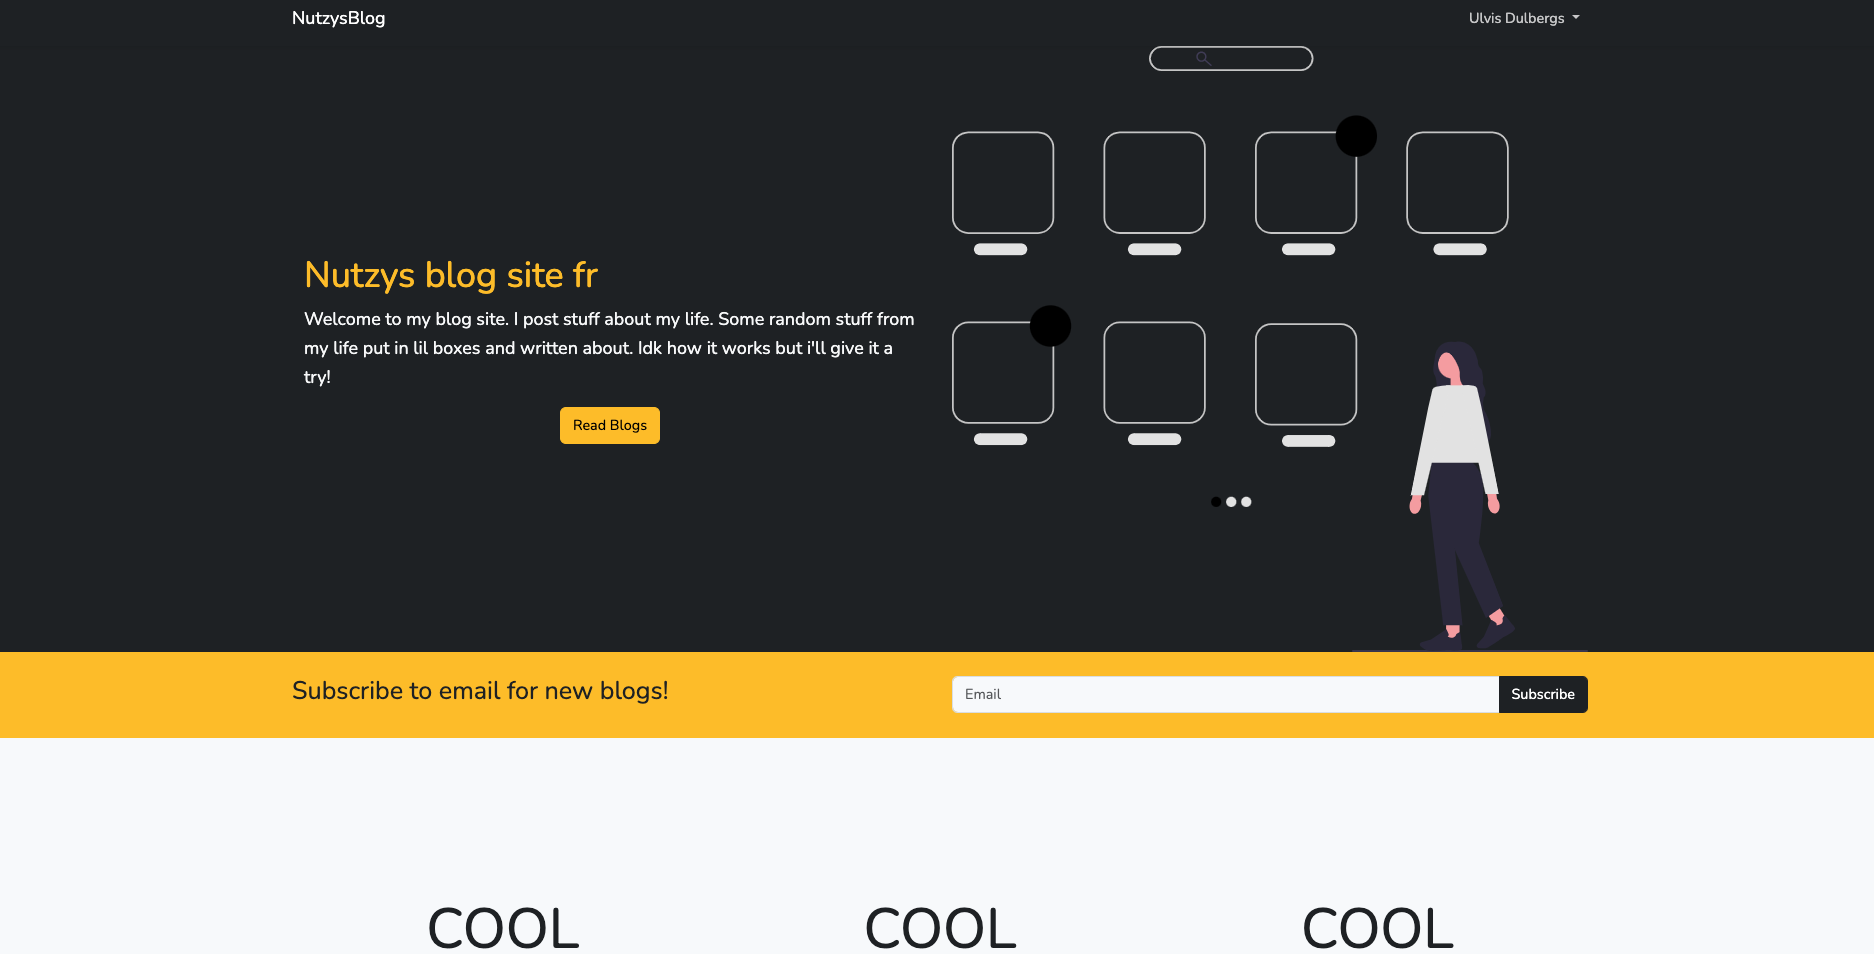 NutzysBlog
Ulvis Dulbergs
Nutzys blog site fr
Welcome to my blog site. I post stuff about my life. Some random stuff from
my life put in lil boxes and written about. Idk how it works but i'll give it a
try!
Read Blogs
Subscribe to email for new blogs!
Email
Subscribe
COOL
COOL
COOL